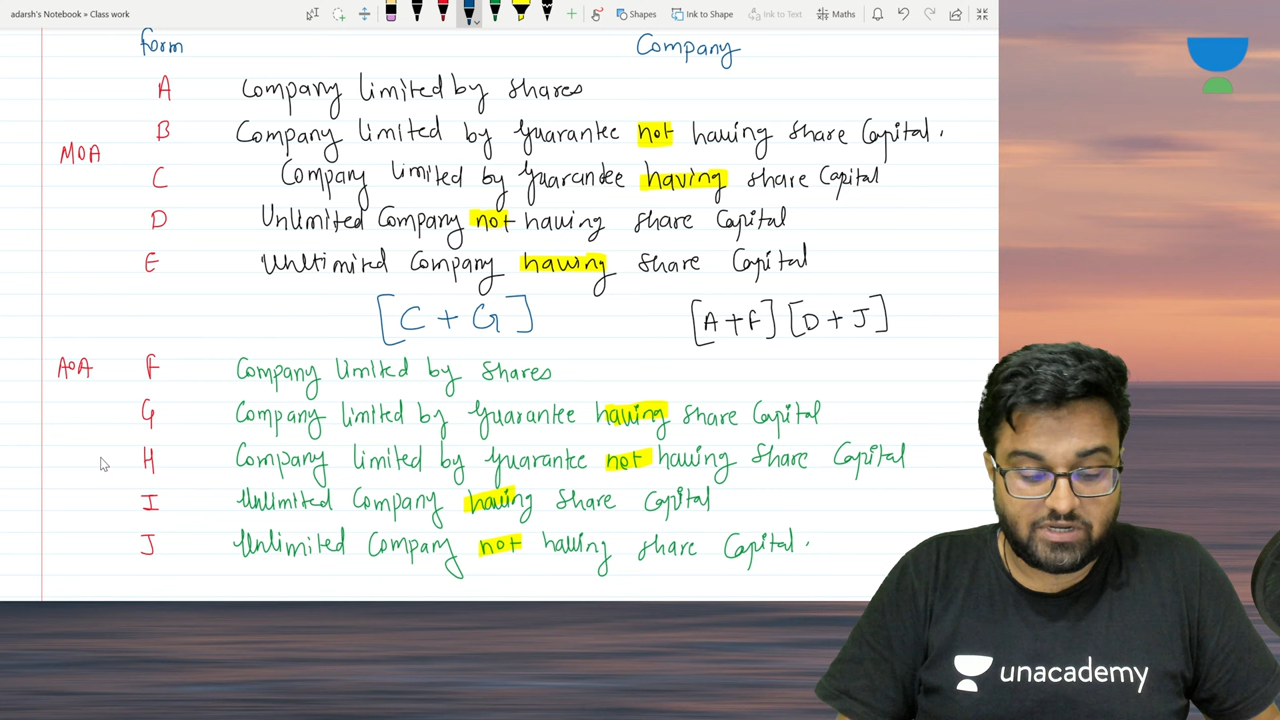 adarsh's Notebook » Class work
Shapes
Ink to Shape
Ink to Text
Maths
form Company
A Company limited by shares
B Company limited by guarantee not having share Capital.
MOA
C Company limited by guarandee having share Capital
D Unlimited Company not having share Capital
E Unlimited Company having share Capital
[C + G] [A+F] [D + J]
AOA F Company limited by shares
G Company limited by guarantee having share Capital
H Company limited by guarantee not having share Capital
I Unlimited Company having share Capital
J Unlimited Company not having share Capital.
unacademy